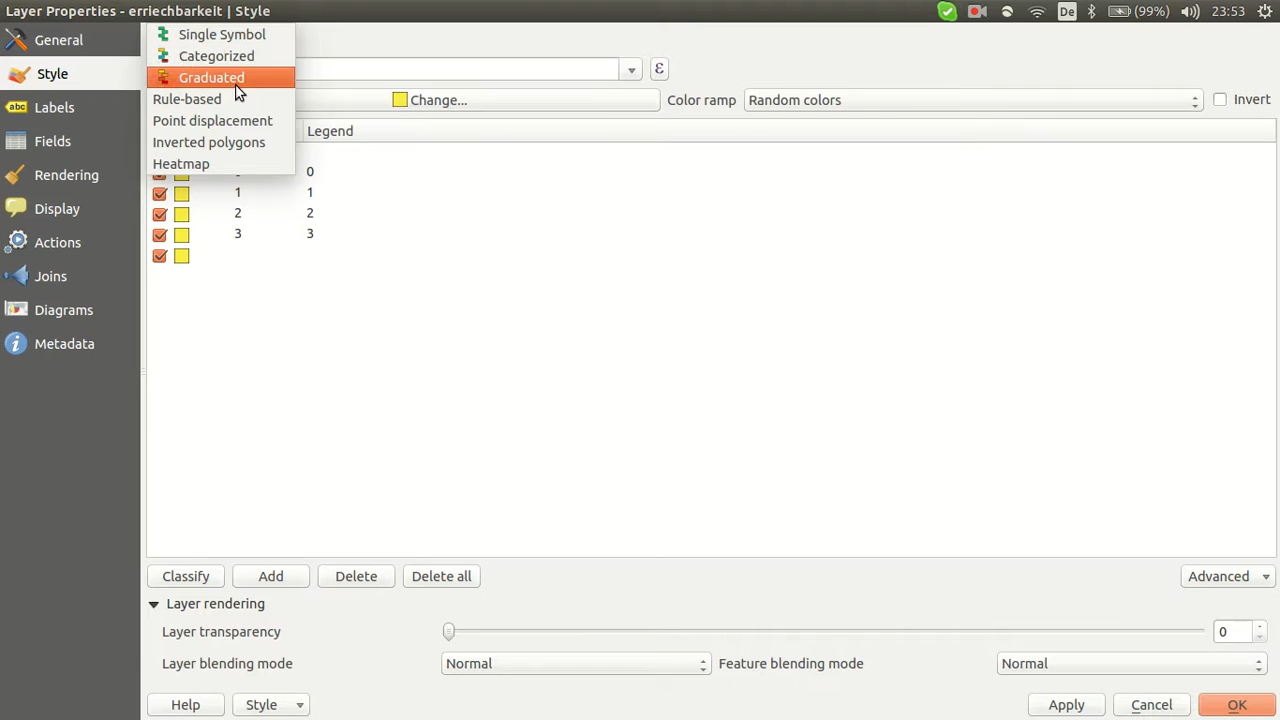 Layer Properties - erriechbarkeit | Style
De
(99%)
23:53
General
Style
abc Labels
Fields
Rendering
Display
Actions
Joins
Diagrams
Metadata
Single Symbol
Categorized
Graduated
Rule-based
Point displacement
Inverted polygons
Heatmap
ε
Change...
Color ramp
Random colors
Invert
Legend
0
1 1
2 2
3 3
Classify
Add
Delete
Delete all
Advanced
Layer rendering
Layer transparency
0
Layer blending mode
Normal
Feature blending mode
Normal
Help
Style
Apply
Cancel
OK